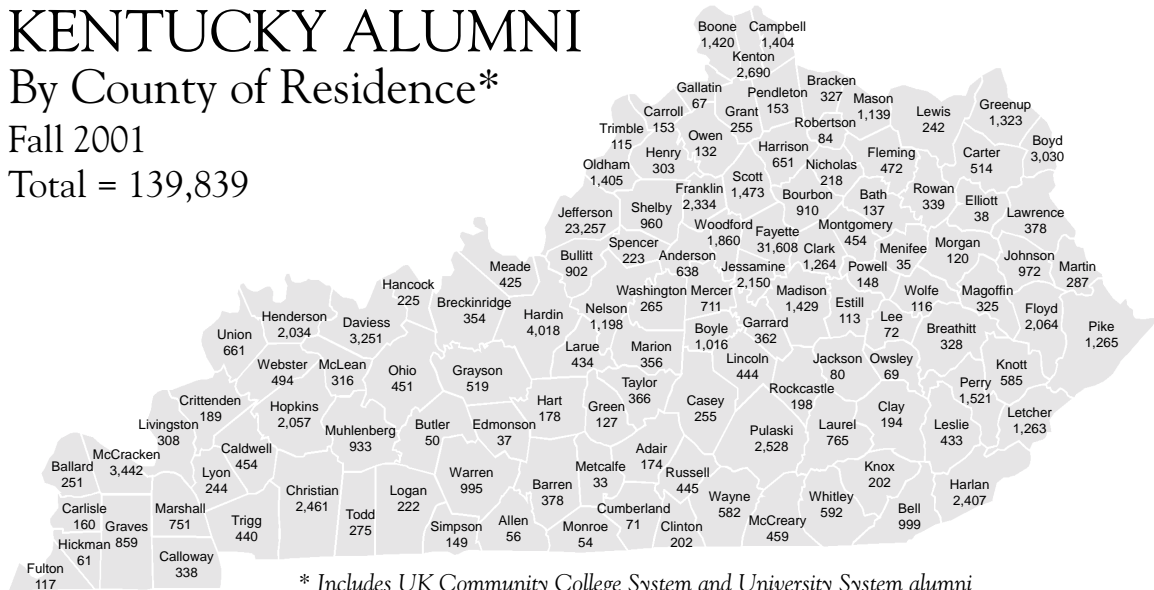 KENTUCKY ALUMNI
By County of Residence*
Fall 2001
Total = 139,839
Boone
1,420
Campbell
1,404
Kenton
2,690
Gallatin
67
Pendleton
153
Bracken
327
Mason
1,139
Carroll
153
Grant
255
Robertson
84
Lewis
242
Greenup
1,323
Trimble
115
Owen
132
Boyd
3,030
Oldham
1,405
Henry
303
Harrison
651
Nicholas
218
Fleming
472
Carter
514
Franklin
2,334
Scott
1,473
Bourbon
910
Bath
137
Rowan
339
Elliott
38
Lawrence
378
Jefferson
23,257
Shelby
960
Woodford
1,860
Fayette
31,608
Montgomery
454
Spencer
223
Anderson
638
Clark
1,264
Menifee
35
Morgan
120
Johnson
972
Martin
287
Bullitt
902
Meade
425
Jessamine
2,150
Powell
148
Hancock
225
Breckinridge
354
Washington
265
Mercer
711
Madison
1,429
Wolfe
116
Magoffin
325
Hardin
4,018
Nelson
1,198
Estill
113
Lee
72
Floyd
2,064
Henderson
2,034
Daviess
3,251
Boyle
1,016
Garrard
362
Breathitt
328
Pike
1,265
Union
661
Larue
434
Marion
356
Lincoln
444
Jackson
80
Owsley
69
Knott
585
Webster
494
McLean
316
Ohio
451
Grayson
519
Taylor
366
Rockcastle
198
Perry
1,521
Crittenden
189
Hopkins
2,057
Hart
178
Green
127
Casey
255
Clay
194
Letcher
1,263
Livingston
308
Muhlenberg
933
Butler
50
Edmonson
37
Pulaski
2,528
Laurel
765
Leslie
433
McCracken
3,442
Caldwell
454
Adair
174
Ballard
251
Lyon
244
Warren
995
Metcalfe
33
Russell
445
Knox
202
Christian
2,461
Logan
222
Barren
378
Wayne
582
Whitley
592
Harlan
2,407
Carlisle
160
Graves
859
Marshall
751
Trigg
440
Todd
275
Simpson
149
Allen
56
Monroe
54
Cumberland
71
Clinton
202
McCreary
459
Bell
999
Hickman
61
Calloway
338
Fulton
117
* Includes UK Community College System and University System alumni